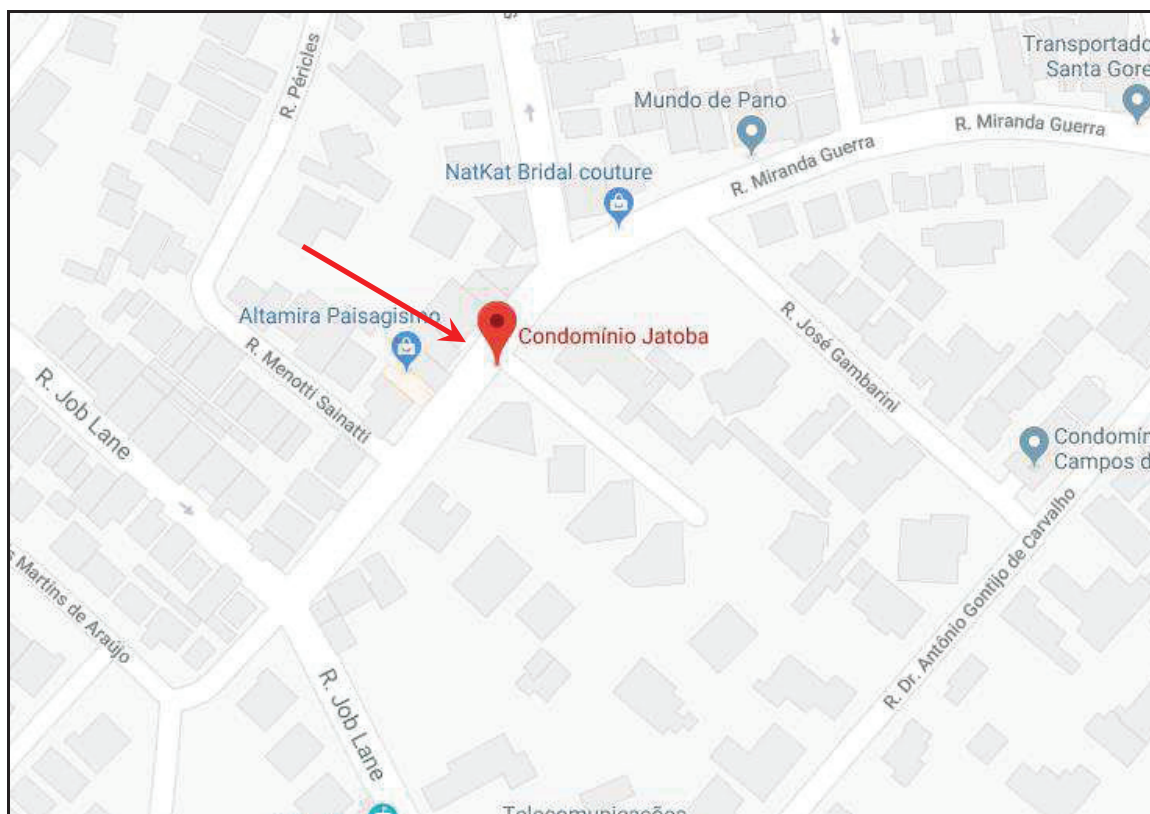 R. Péricles
Transportado
Santa Gore
Mundo de Pano
R. Miranda Guerra
R. Miranda Guerra
NatKat Bridal couture
Altamira Paisagismo
Condomínio Jatoba
R. José Gambarini
R. Menotti Sainatti
R. Job Lane
Condomín
Campos d
R. Dr. Antônio Gontijo de Carvalho
s Martins de Araújo
R. Job Lane
Telecomunicações